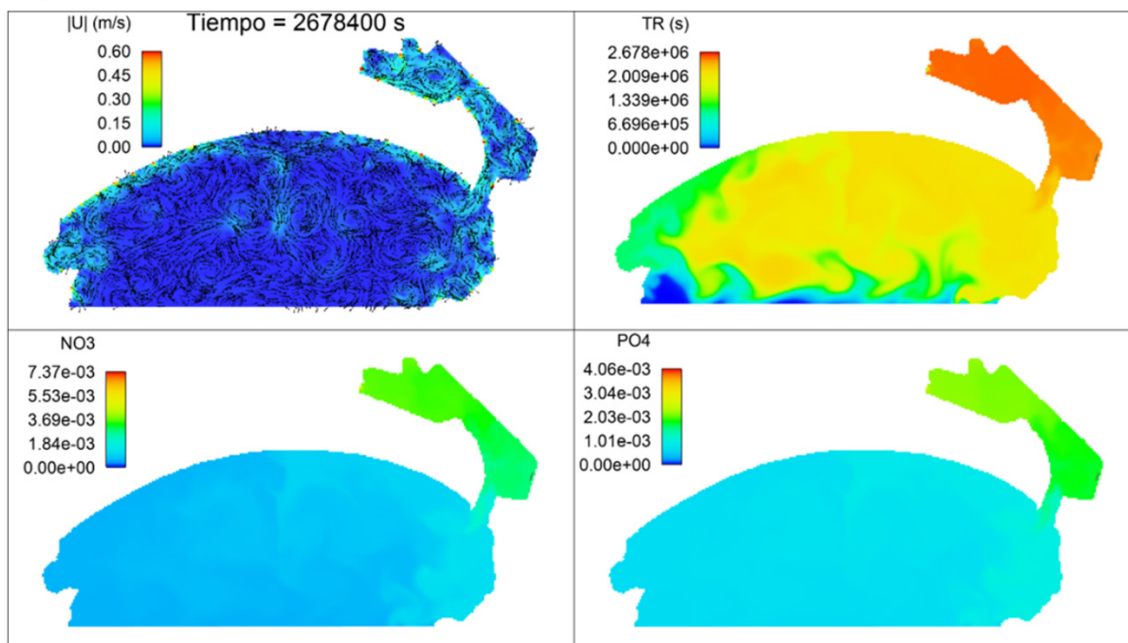 |U| (m/s)
Tiempo = 2678400 s
0.60
0.45
0.30
0.15
0.00
TR (s)
2.678e+06
2.009e+06
1.339e+06
6.696e+05
0.000e+00
NO3
7.37e-03
5.53e-03
3.69e-03
1.84e-03
0.00e+00
PO4
4.06e-03
3.04e-03
2.03e-03
1.01e-03
0.00e+00